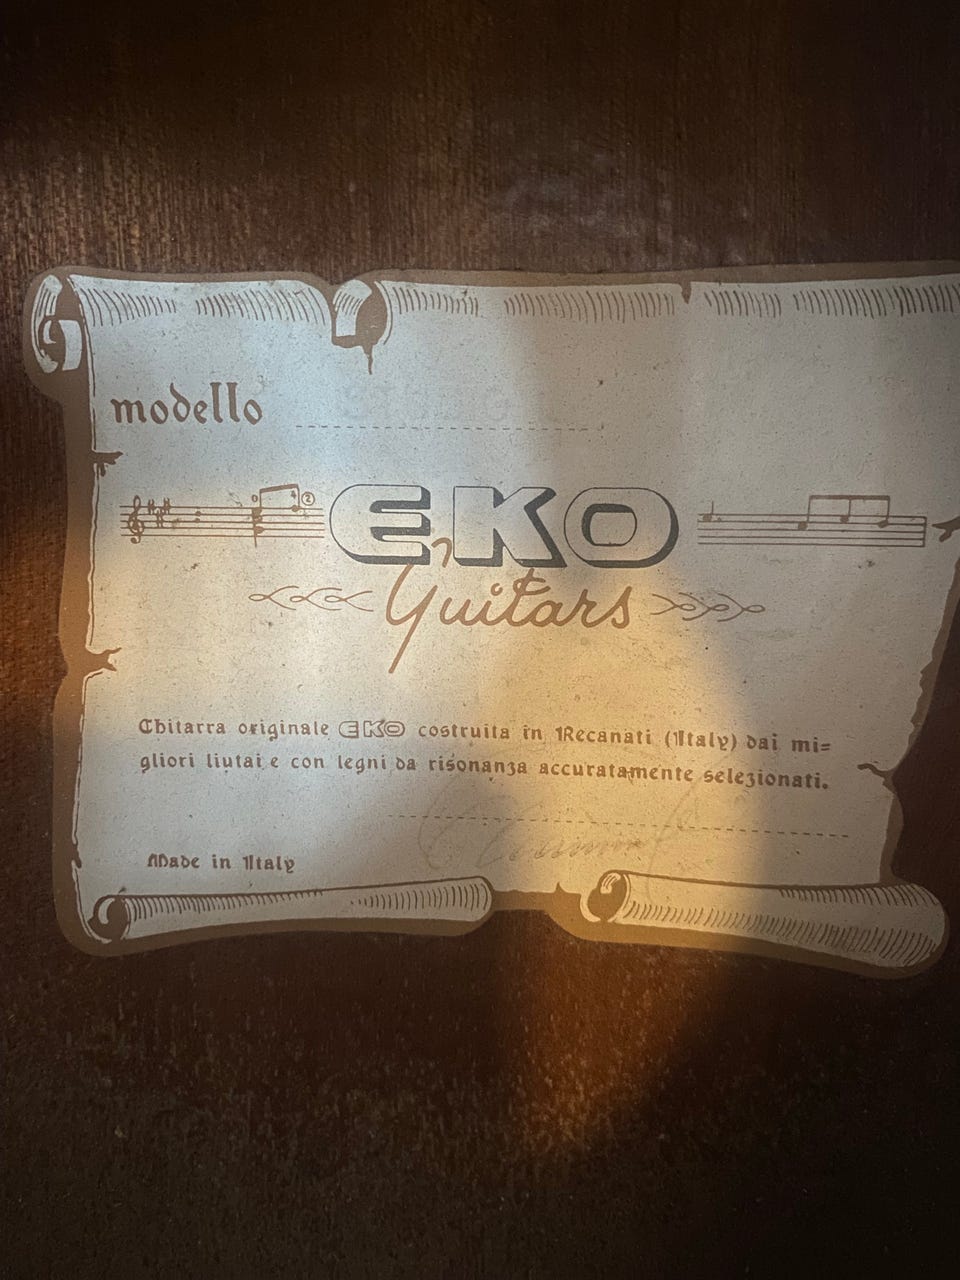 modello
EKO
Guitars
Chitarra originale EKO costruita in Recanati (Italy) dai mi=
gliori liutai e con legni da risonanza accuratamente selezionati.
Made in Italy